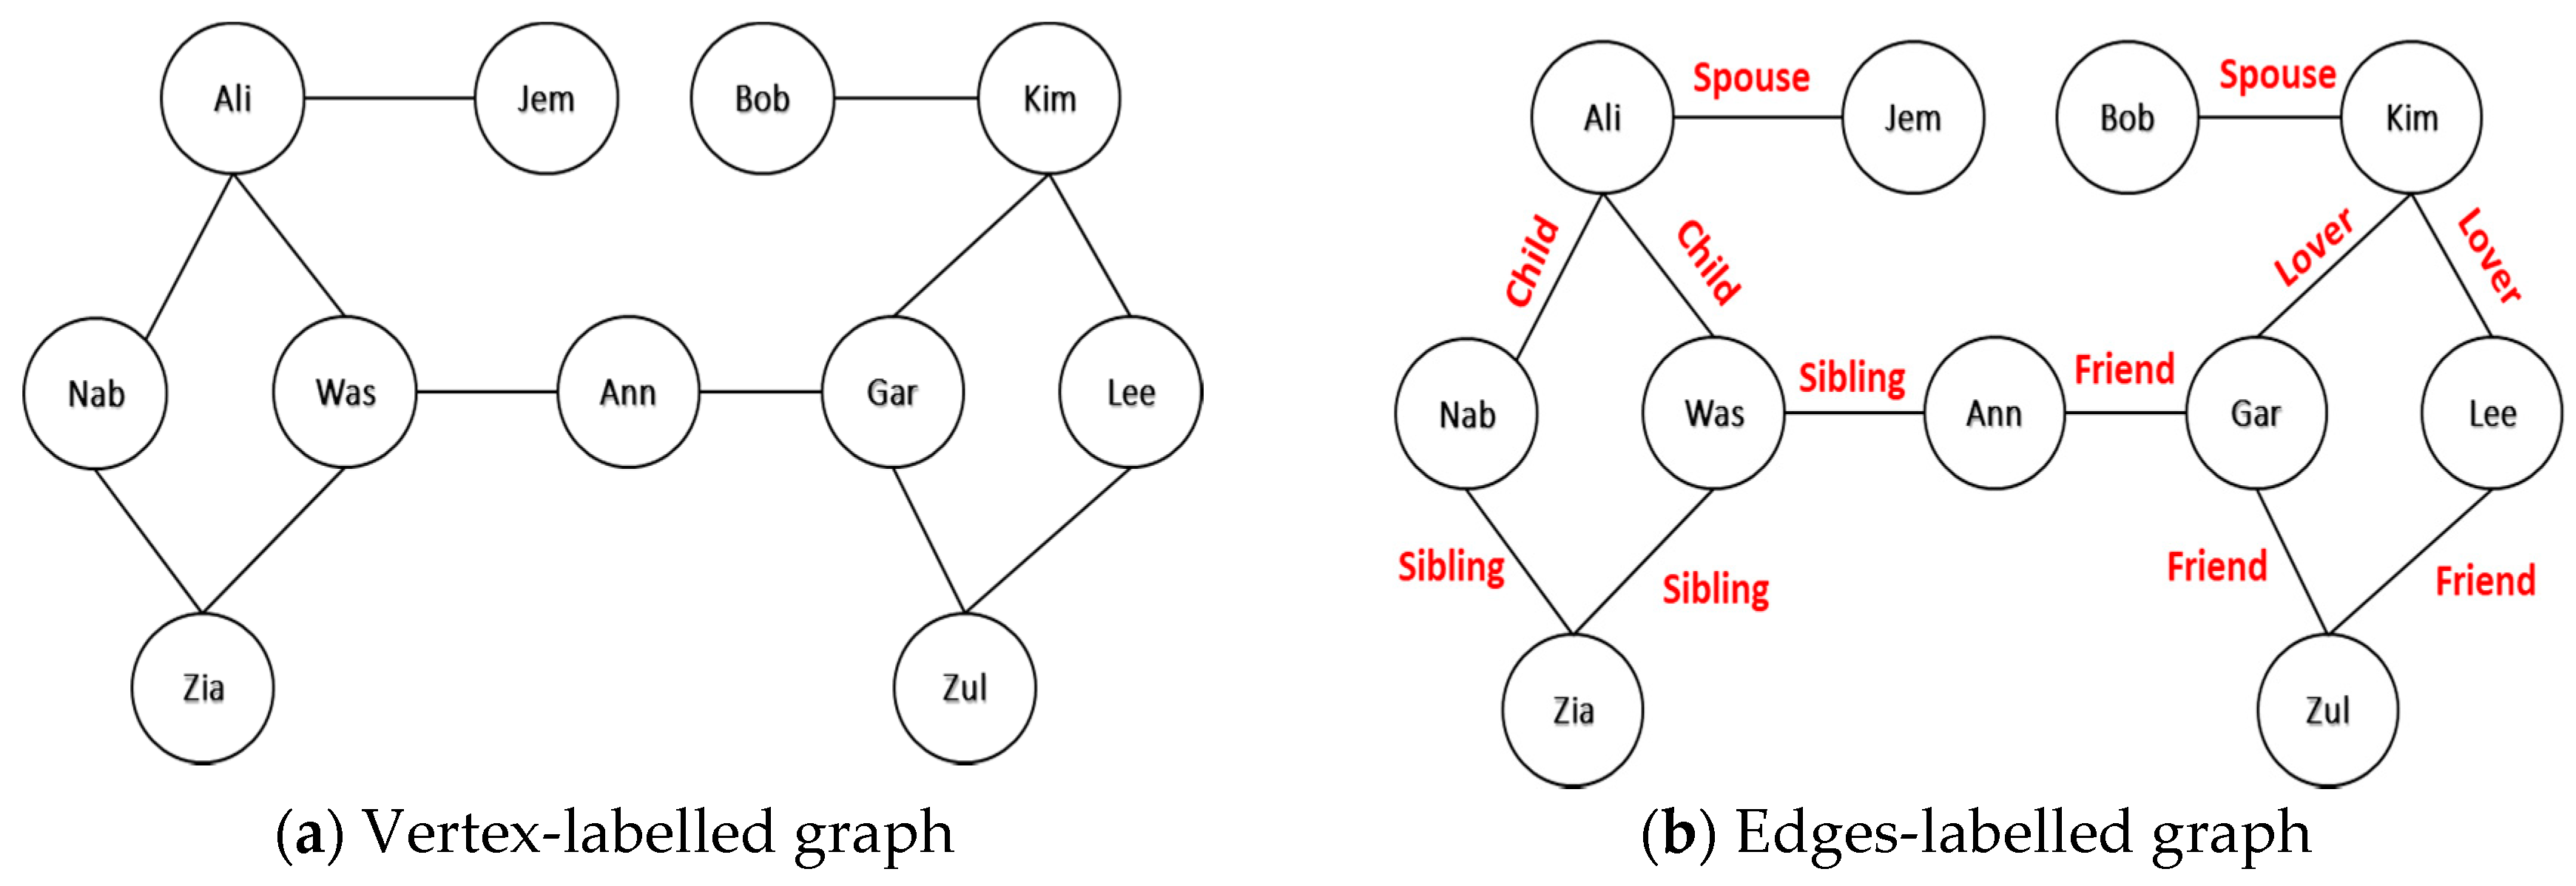 Ali
Jem
Bob
Kim
Nab
Was
Ann
Gar
Lee
Zia
Zul
(a) Vertex-labelled graph
Ali
Spouse
Jem
Bob
Spouse
Kim
Child
Child
Lover
Lover
Nab
Was
Sibling
Ann
Friend
Gar
Lee
Sibling
Sibling
Friend
Friend
Zia
Zul
(b) Edges-labelled graph